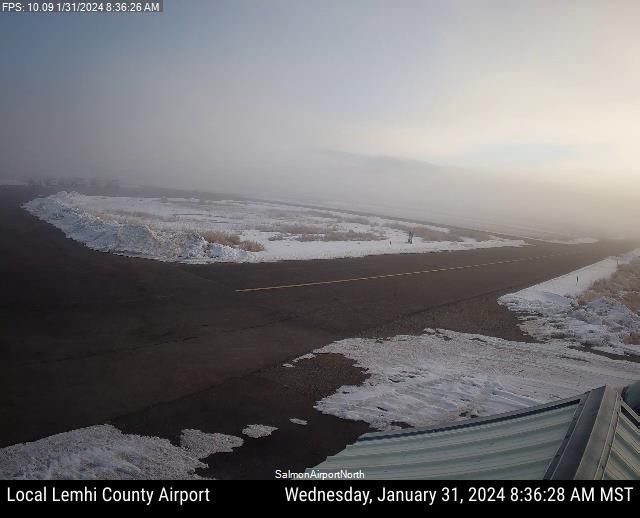 FPS: 10.09 1/31/2024 8:36:26 AM
SalmonAirportNorth
Local Lemhi County Airport Wednesday, January 31, 2024 8:36:28 AM MST